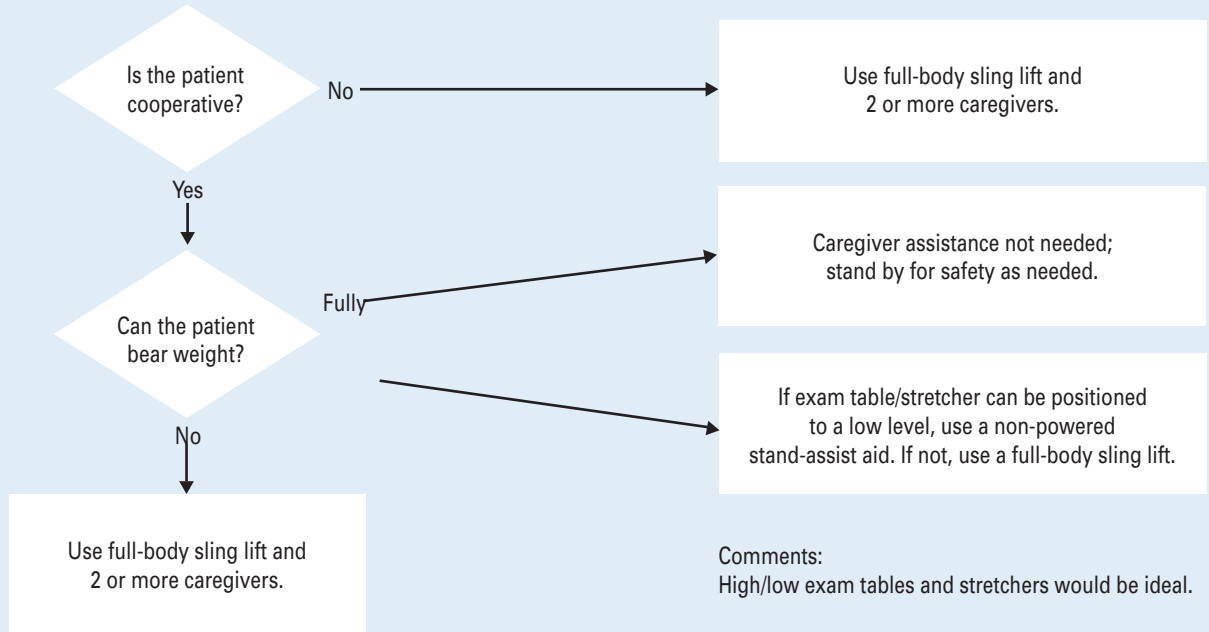 Is the patient
cooperative?
No
Use full-body sling lift and
2 or more caregivers.
Yes
Caregiver assistance not needed;
stand by for safety as needed.
Fully
Can the patient
bear weight?
If exam table/stretcher can be positioned
to a low level, use a non-powered
stand-assist aid. If not, use a full-body sling lift.
No
Use full-body sling lift and
2 or more caregivers.
Comments:
High/low exam tables and stretchers would be ideal.